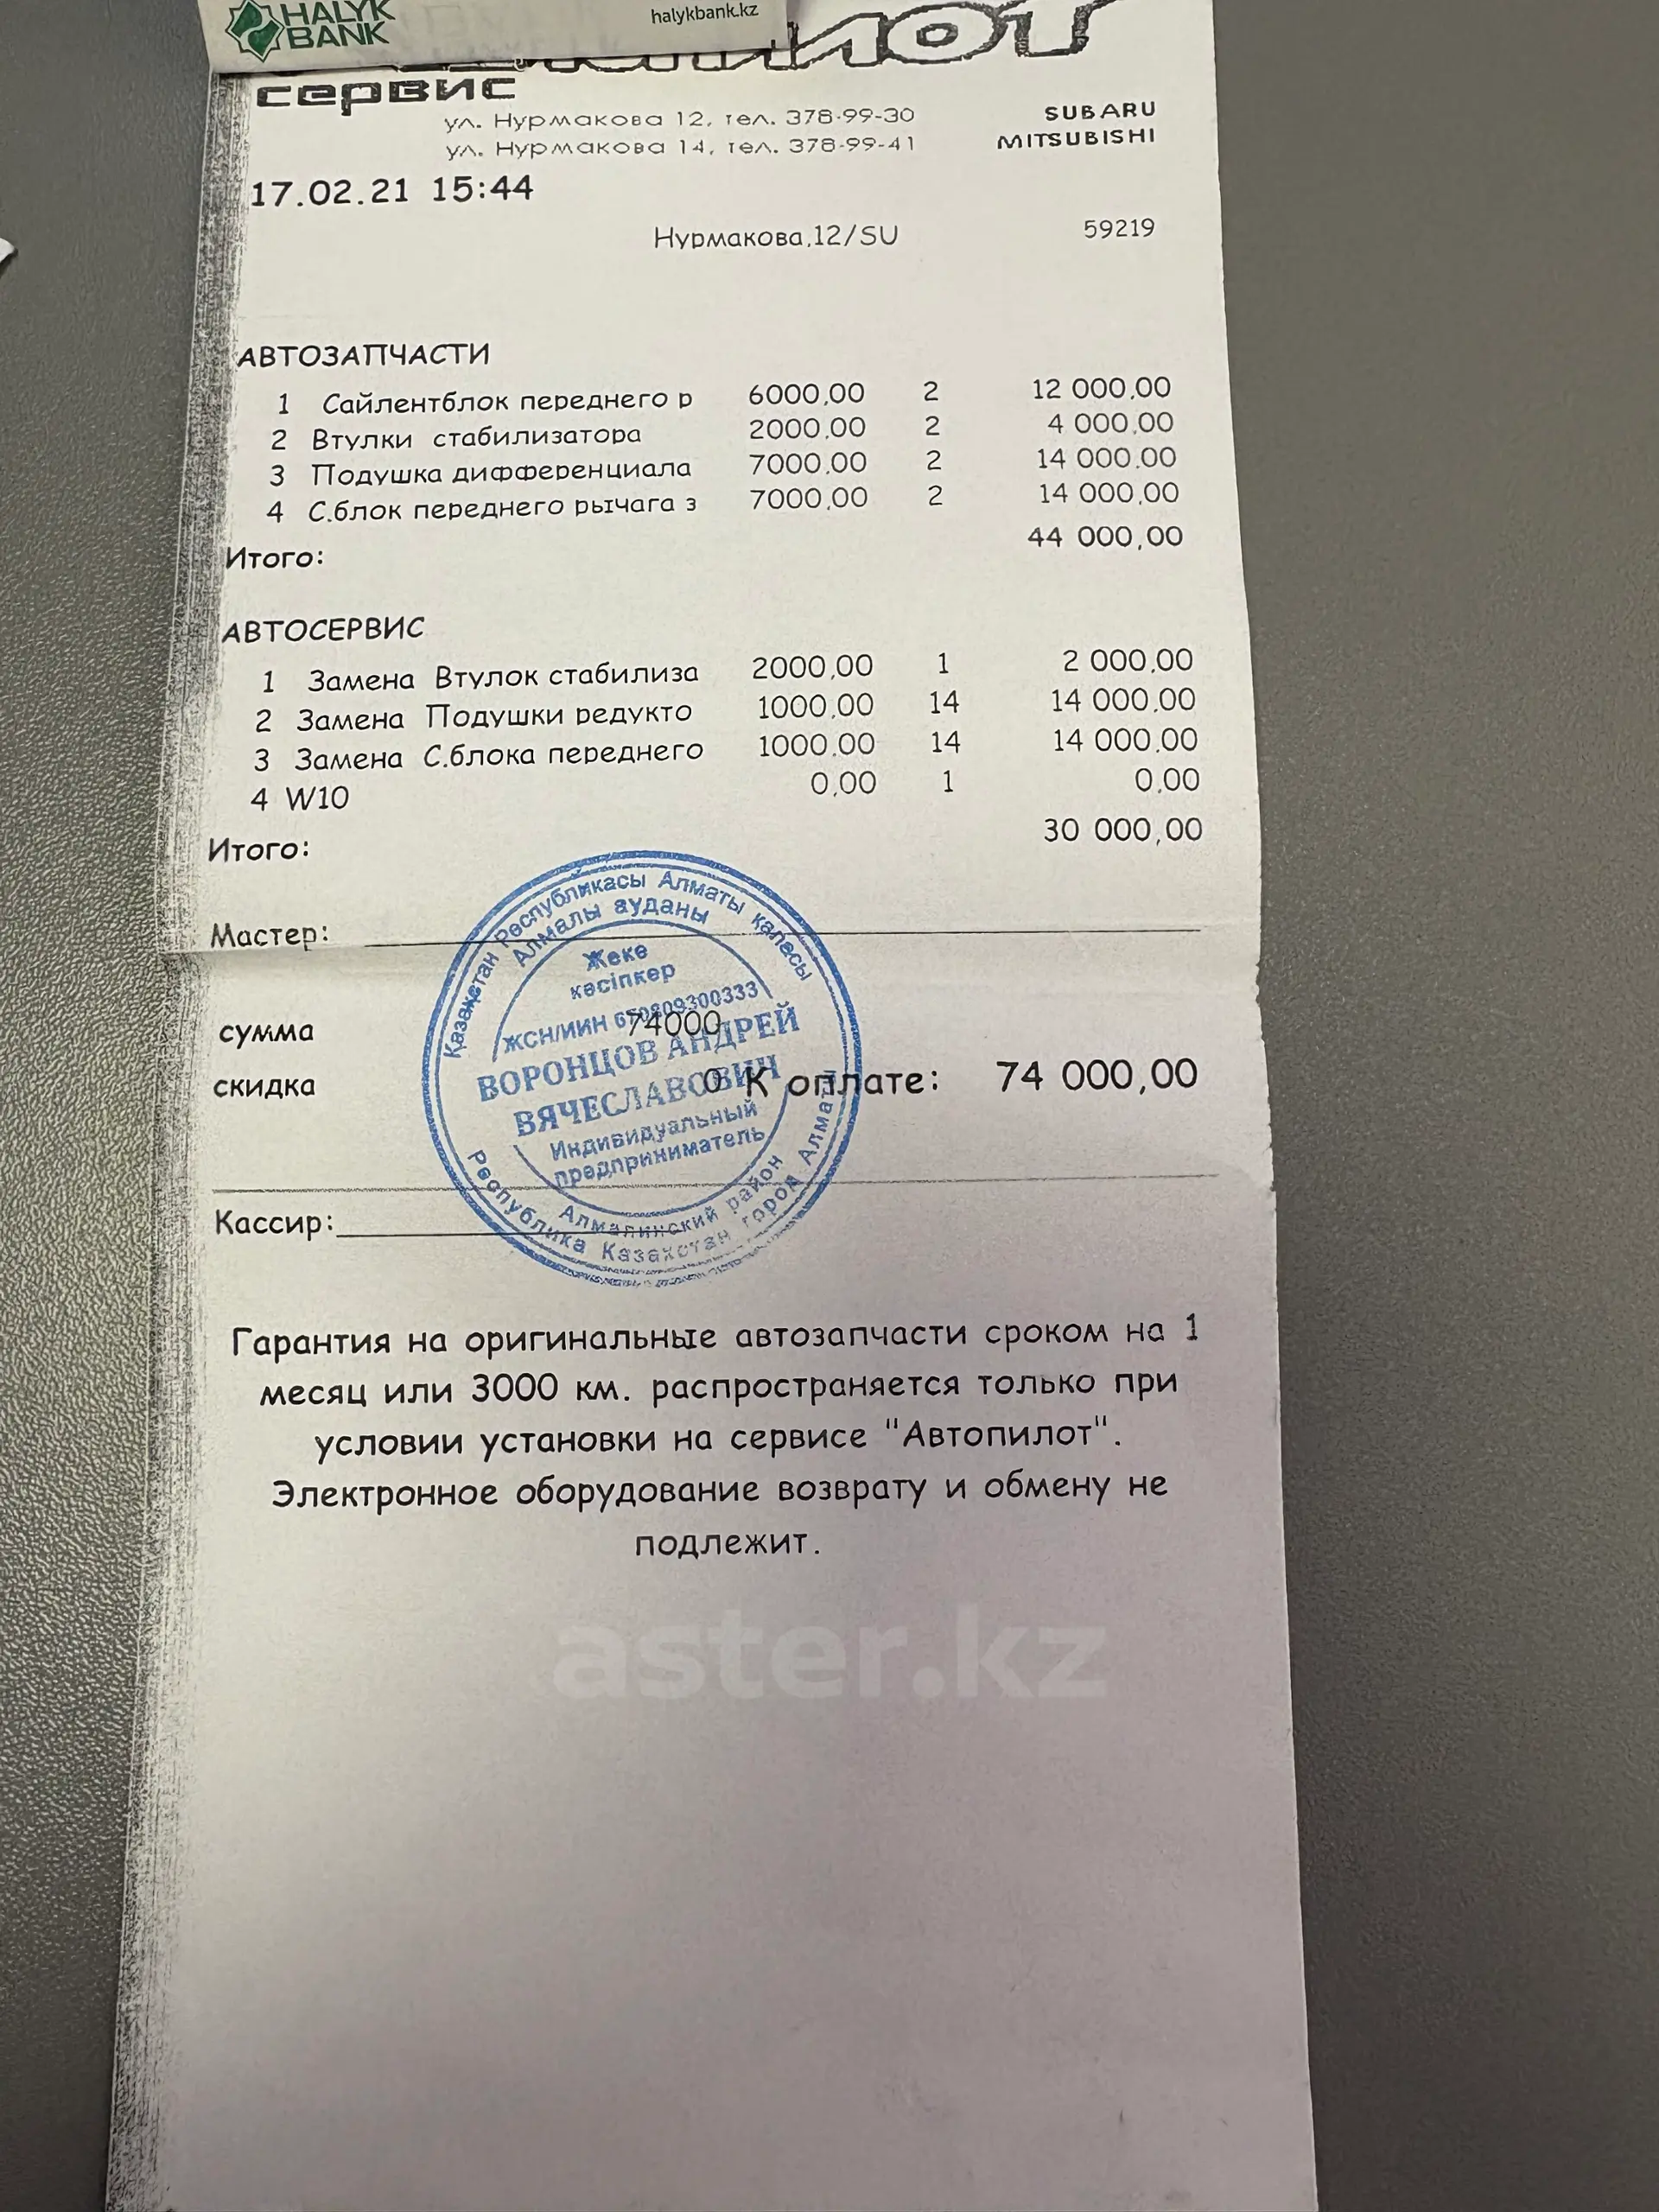 HALYK
BANK
halykbank.kz
сервис
ул. Нурмакова 12, тел. 378-99-30
ул. Нурмакова 14, тел. 378-99-41
SUBARU
MITSUBISHI
17.02.21 15:44
Нурмакова,12/SU 59219
АВТОЗАПЧАСТИ
1 Сайлентблок переднего р 6000,00 2 12 000,00
2 Втулки стабилизатора 2000,00 2 4 000,00
3 Подушка дифференциала 7000,00 2 14 000,00
4 С.блок переднего рычага з 7000,00 2 14 000,00
Итого: 44 000,00
АВТОСЕРВИС
1 Замена Втулок стабилиза 2000,00 1 2 000,00
2 Замена Подушки редукто 1000,00 14 14 000,00
3 Замена С.блока переднего 1000,00 14 14 000,00
4 W10 0,00 1 0,00
Итого: 30 000,00
Мастер:
сумма 74000
скидка 0 К оплате: 74 000,00
Кассир:
Қазақстан Республикасы Алматы қаласы
Алмалы ауданы
Жеке
кәсіпкер
ЖСН/ИИН
ВОРОНЦОВ АНДРЕЙ
ВЯЧЕСЛАВОВИЧ
Индивидуальный
предприниматель
Алмалинский район
Республика Казахстан город Алматы
Гарантия на оригинальные автозапчасти сроком на 1
месяц или 3000 км. распространяется только при
условии установки на сервисе "Автопилот".
Электронное оборудование возврату и обмену не
подлежит.
aster.kz